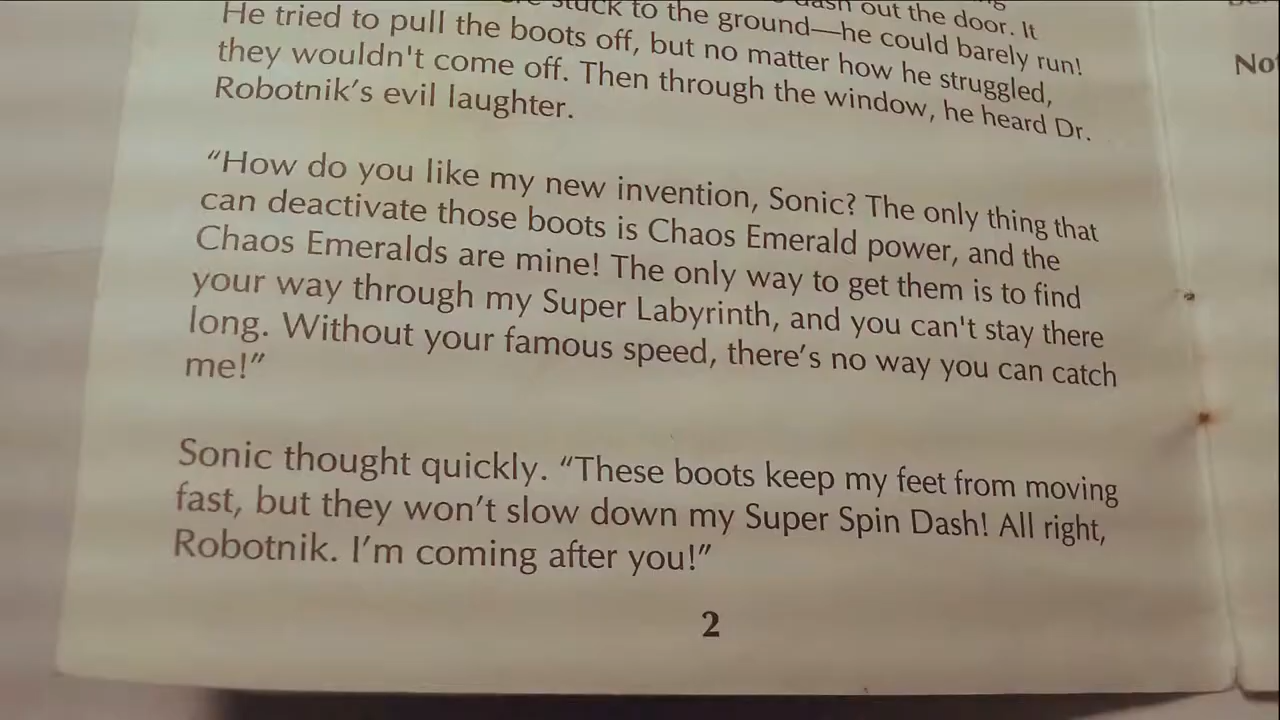 dash out the door. It
stuck to the ground—he could barely run!
He tried to pull the boots off, but no matter how he struggled,
they wouldn't come off. Then through the window, he heard Dr.
Robotnik's evil laughter.
“How do you like my new invention, Sonic? The only thing that
can deactivate those boots is Chaos Emerald power, and the
Chaos Emeralds are mine! The only way to get them is to find
your way through my Super Labyrinth, and you can't stay there
long. Without your famous speed, there's no way you can catch
me!”
Sonic thought quickly. “These boots keep my feet from moving
fast, but they won't slow down my Super Spin Dash! All right,
Robotnik. I'm coming after you!”
2